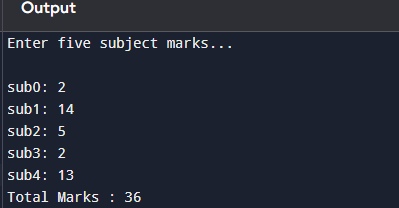 Output
Enter five subject marks...
sub0: 2
sub1: 14
sub2: 5
sub3: 2
sub4: 13
Total Marks : 36